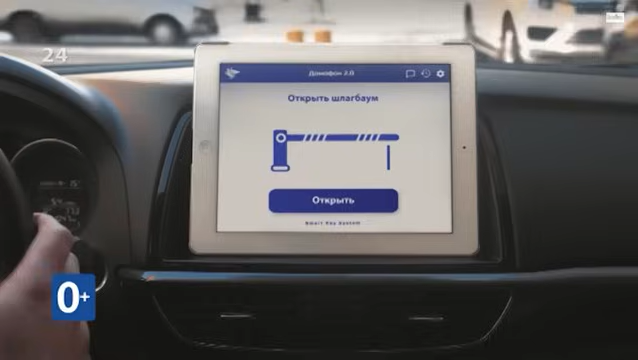 24
Домофон 2.0
Открыть шлагбаум
Открыть
Smart Key System
0+